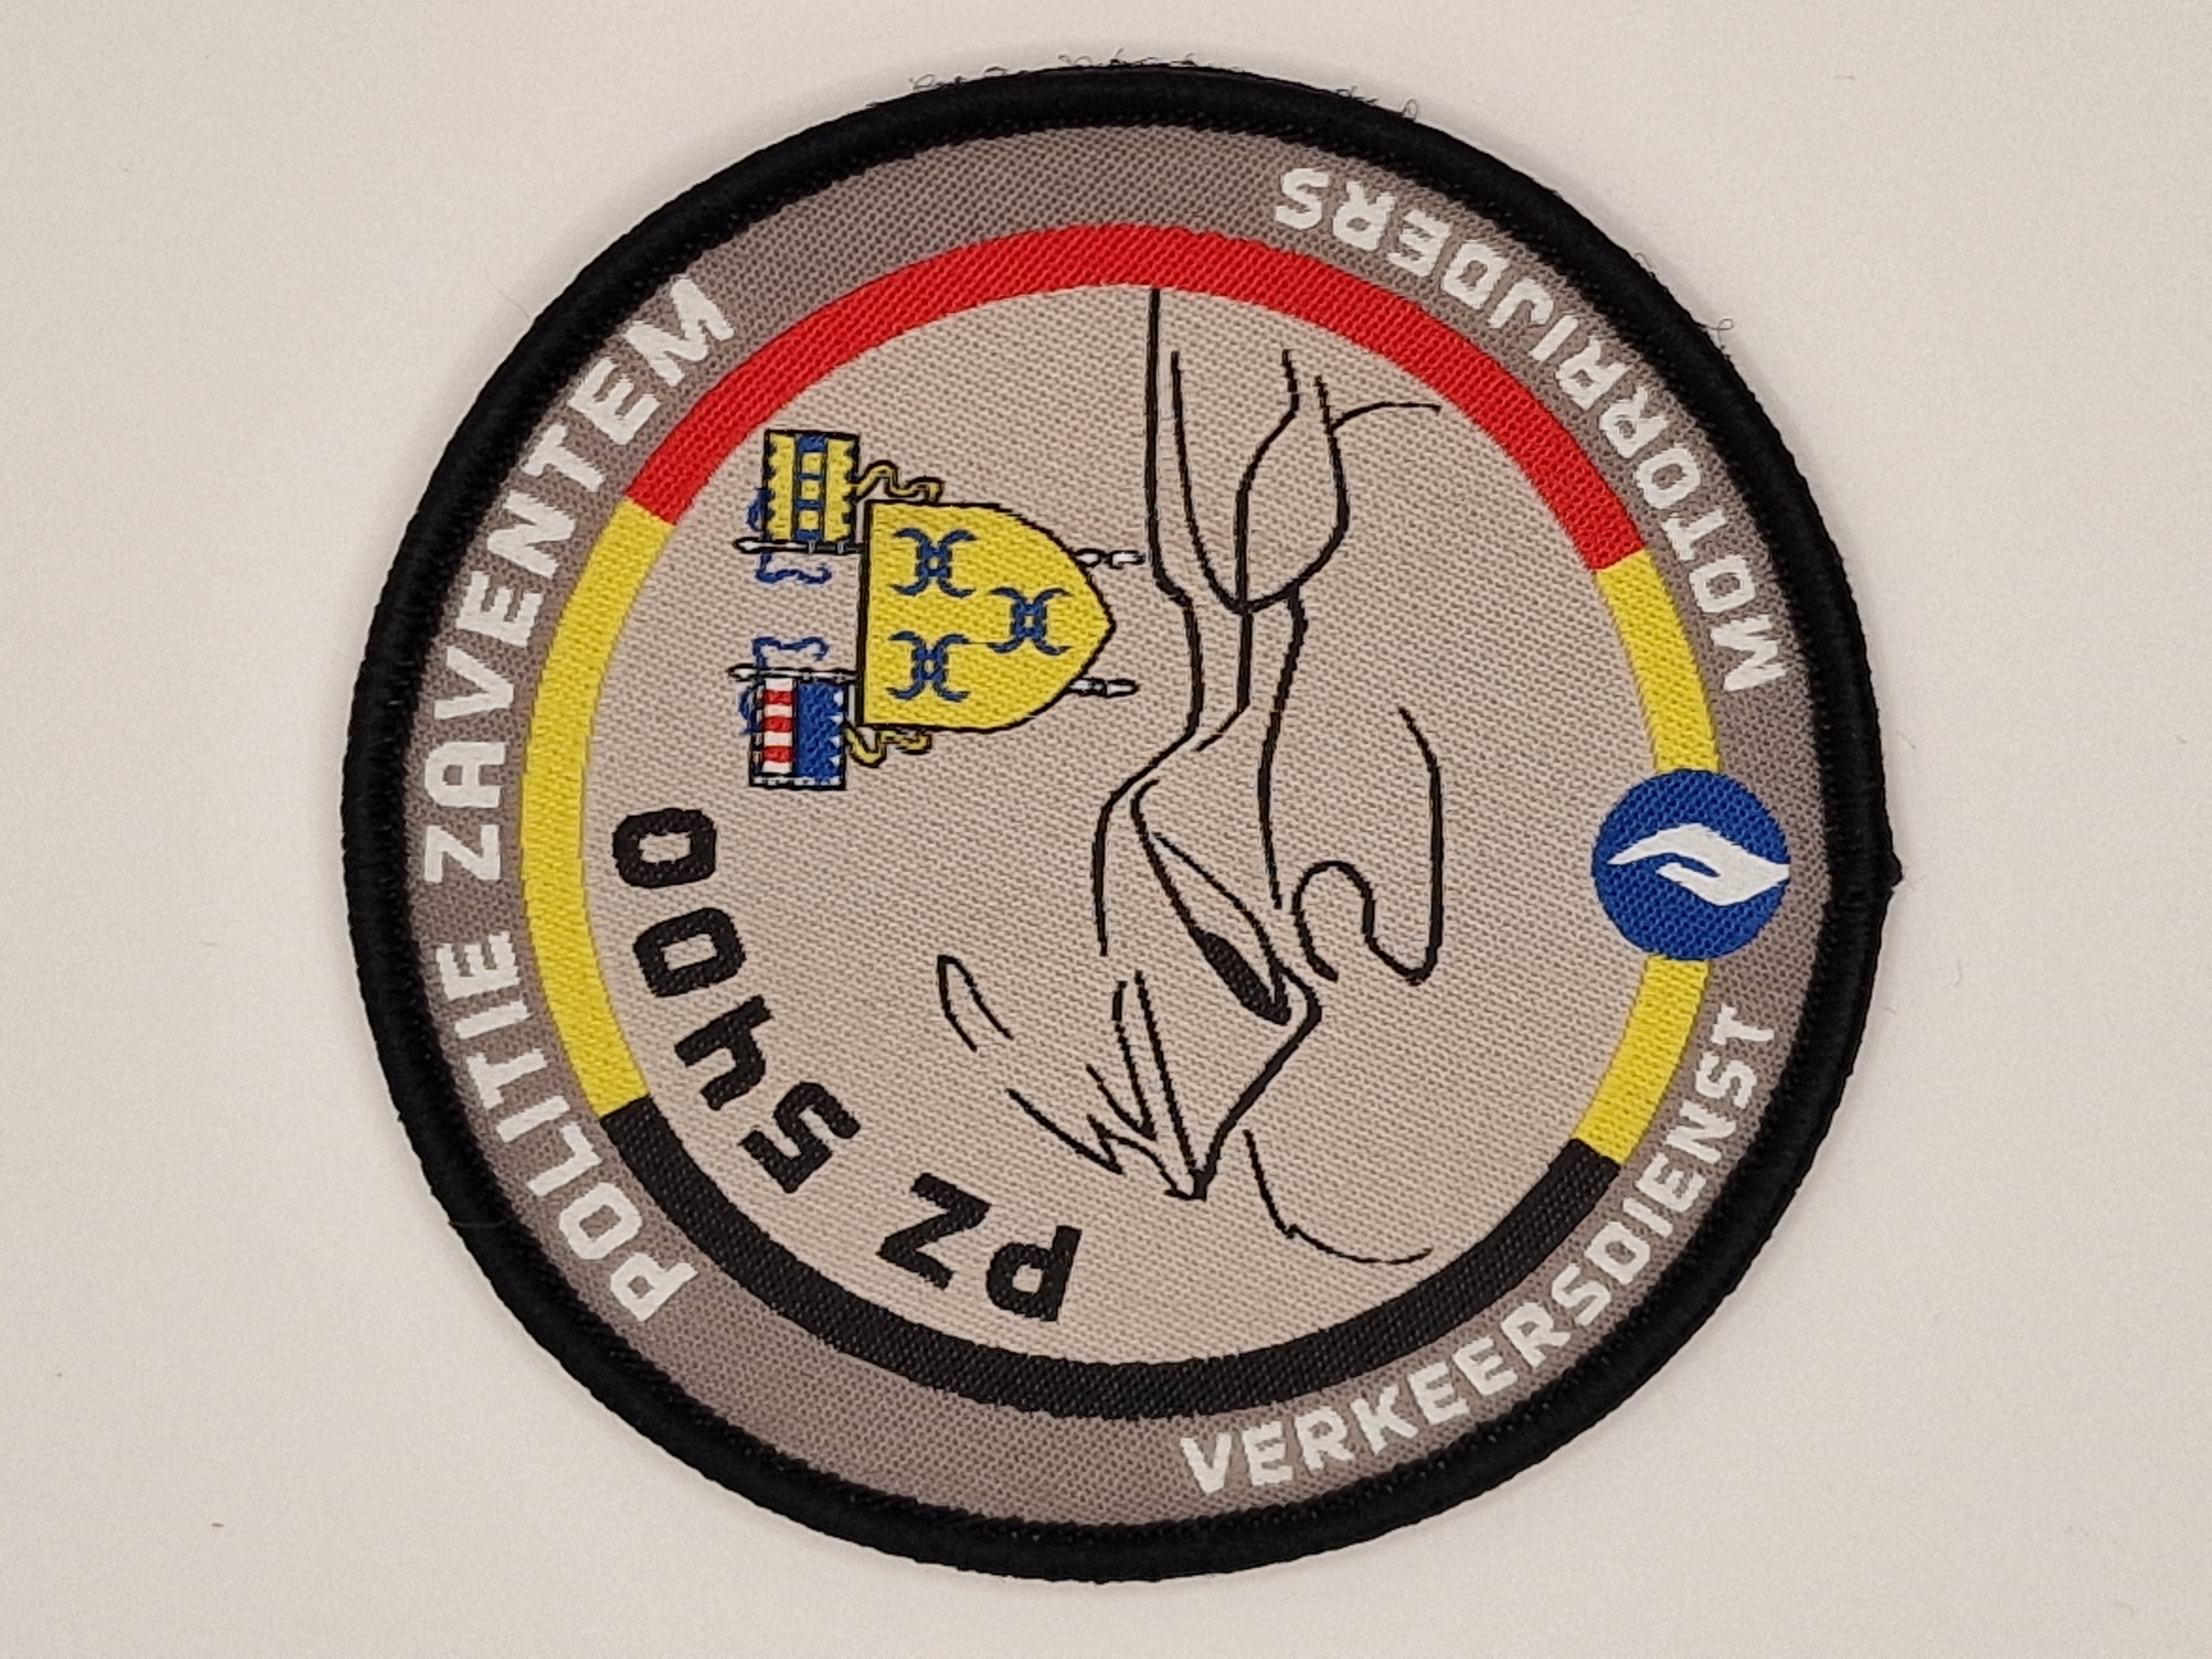 POLITIE ZAVENTEM
PZ 5400
VERKEERSDIENST
MOTORRIJDERS